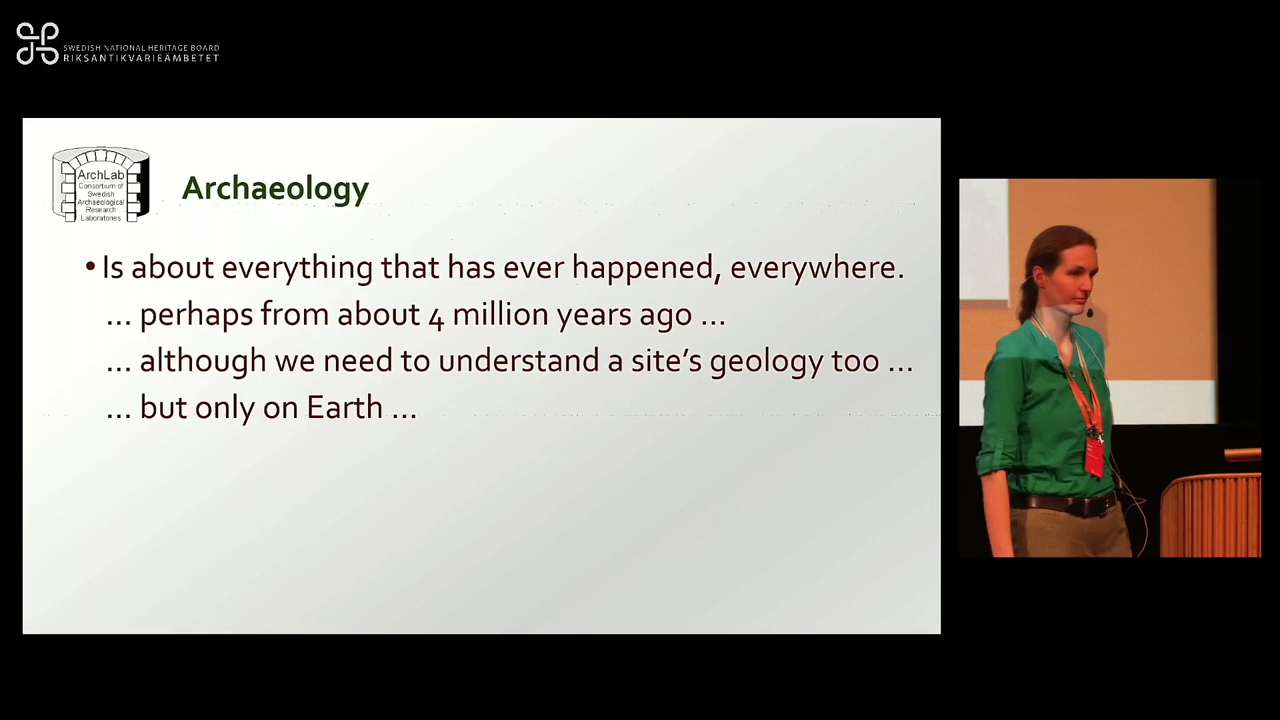 SWEDISH NATIONAL HERITAGE BOARD
RIKSANTIKVARIEÄMBETET
ArchLab
Consortium of
Swedish
Archaeological
Research
Laboratories
Archaeology
• Is about everything that has ever happened, everywhere.
... perhaps from about 4 million years ago ...
... although we need to understand a site's geology too ...
... but only on Earth ...